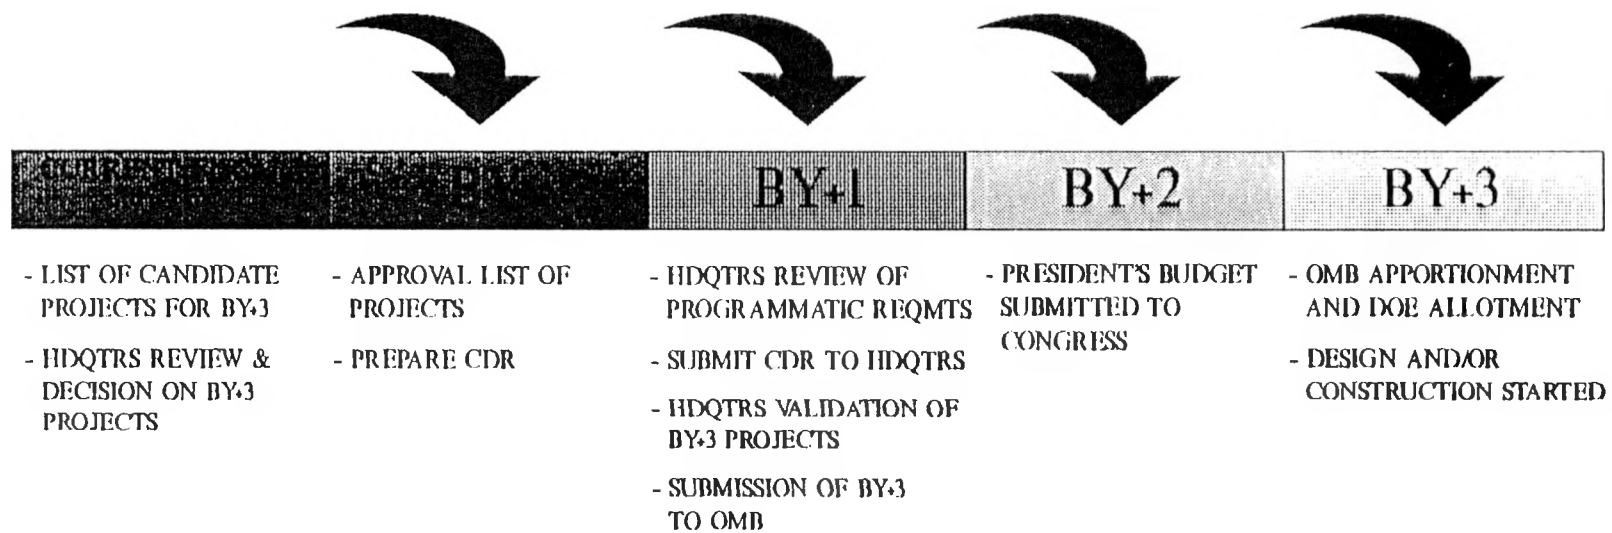 CURRENT
BY
BY+1
BY+2
BY+3
- LIST OF CANDIDATE
PROJECTS FOR BY+3
- HDQTRS REVIEW &
DECISION ON BY+3
PROJECTS
- APPROVAL LIST OF
PROJECTS
- PREPARE CDR
- HDQTRS REVIEW OF
PROGRAMMATIC REQMTS
- SUBMIT CDR TO HDQTRS
- HDQTRS VALIDATION OF
BY+3 PROJECTS
- SUBMISSION OF BY+3
TO OMB
- PRESIDENT'S BUDGET
SUBMITTED TO
CONGRESS
- OMB APPORTIONMENT
AND DOE ALLOTMENT
- DESIGN AND/OR
CONSTRUCTION STARTED